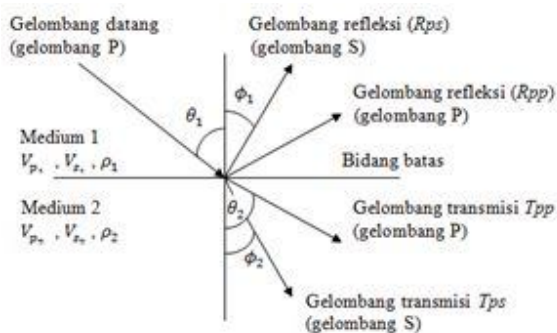 Gelombang datang
(gelombang P)
Gelombang refleksi (Rps)
(gelombang S)
Gelombang refleksi (Rpp)
(gelombang P)
θ₁
ϕ₁
Medium 1
Vp₁ , Vs₁ , ρ₁
Bidang batas
Medium 2
Vp₂ , Vs₂ , ρ₂
θ₂
ϕ₂
Gelombang transmisi Tpp
(gelombang P)
Gelombang transmisi Tps
(gelombang S)